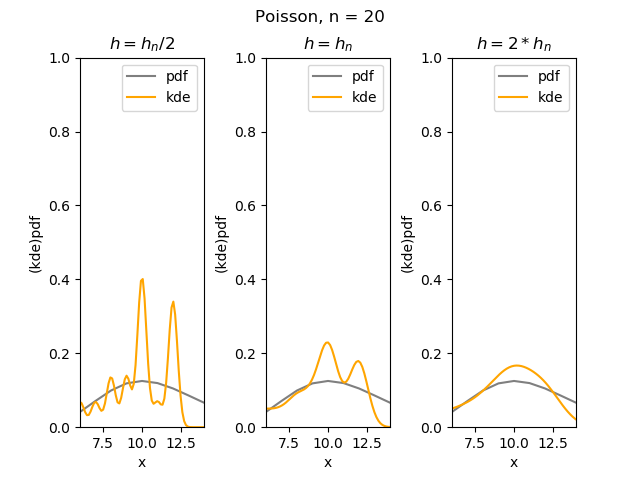 Poisson, n = 20
h = h_n/2
h = h_n
h = 2 * h_n
pdf
kde
pdf
kde
pdf
kde
(kde)pdf
(kde)pdf
(kde)pdf
1.0
0.8
0.6
0.4
0.2
0.0
1.0
0.8
0.6
0.4
0.2
0.0
1.0
0.8
0.6
0.4
0.2
0.0
7.5 10.0 12.5
7.5 10.0 12.5
7.5 10.0 12.5
x
x
x